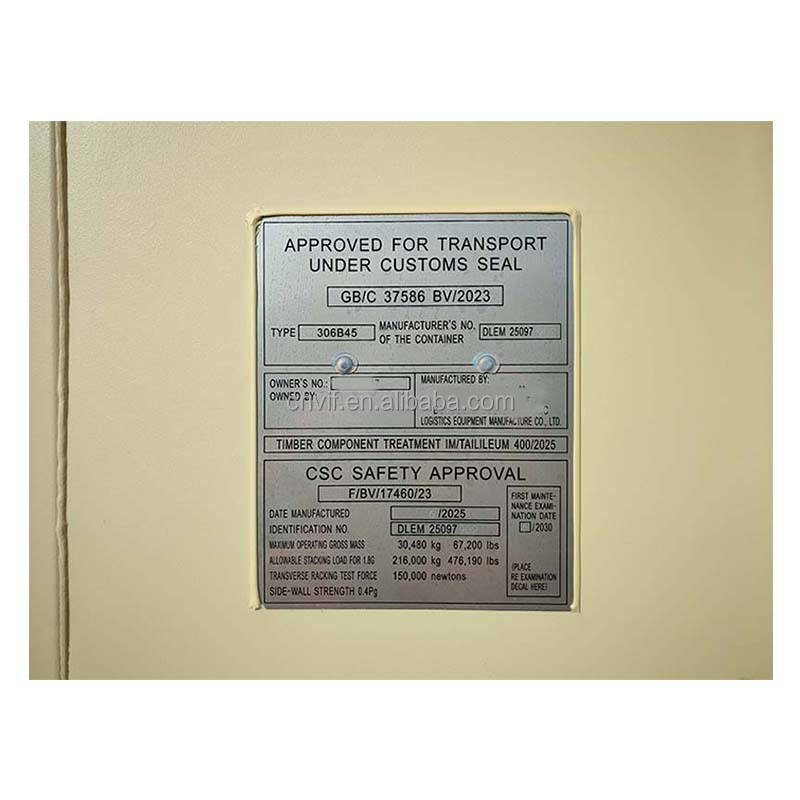 APPROVED FOR TRANSPORT
UNDER CUSTOMS SEAL
GB/C 37586 BV/2023
TYPE 306B45 MANUFACTURER'S NO. OF THE CONTAINER DLEM 25097
OWNER'S NO.:
OWNED BY:
MANUFACTURED BY:
LOGISTICS EQUIPMENT MANUFACTURE CO., LTD.
cnvif.en.alibaba.com
TIMBER COMPONENT TREATMENT IM/TAILILEUM 400/2025
CSC SAFETY APPROVAL
F/BV/17460/23
DATE MANUFACTURED /2025
IDENTIFICATION NO. DLEM 25097
MAXIMUM OPERATING GROSS MASS 30,480 kg 67,200 lbs
ALLOWABLE STACKING LOAD FOR 1.8G 216,000 kg 476,190 lbs
TRANSVERSE RACKING TEST FORCE 150,000 newtons
SIDE-WALL STRENGTH 0.4Pg
FIRST MAINTE-
NANCE EXAMI-
NATION DATE
/2030
(PLACE
RE EXAMINATION
DECAL HERE)